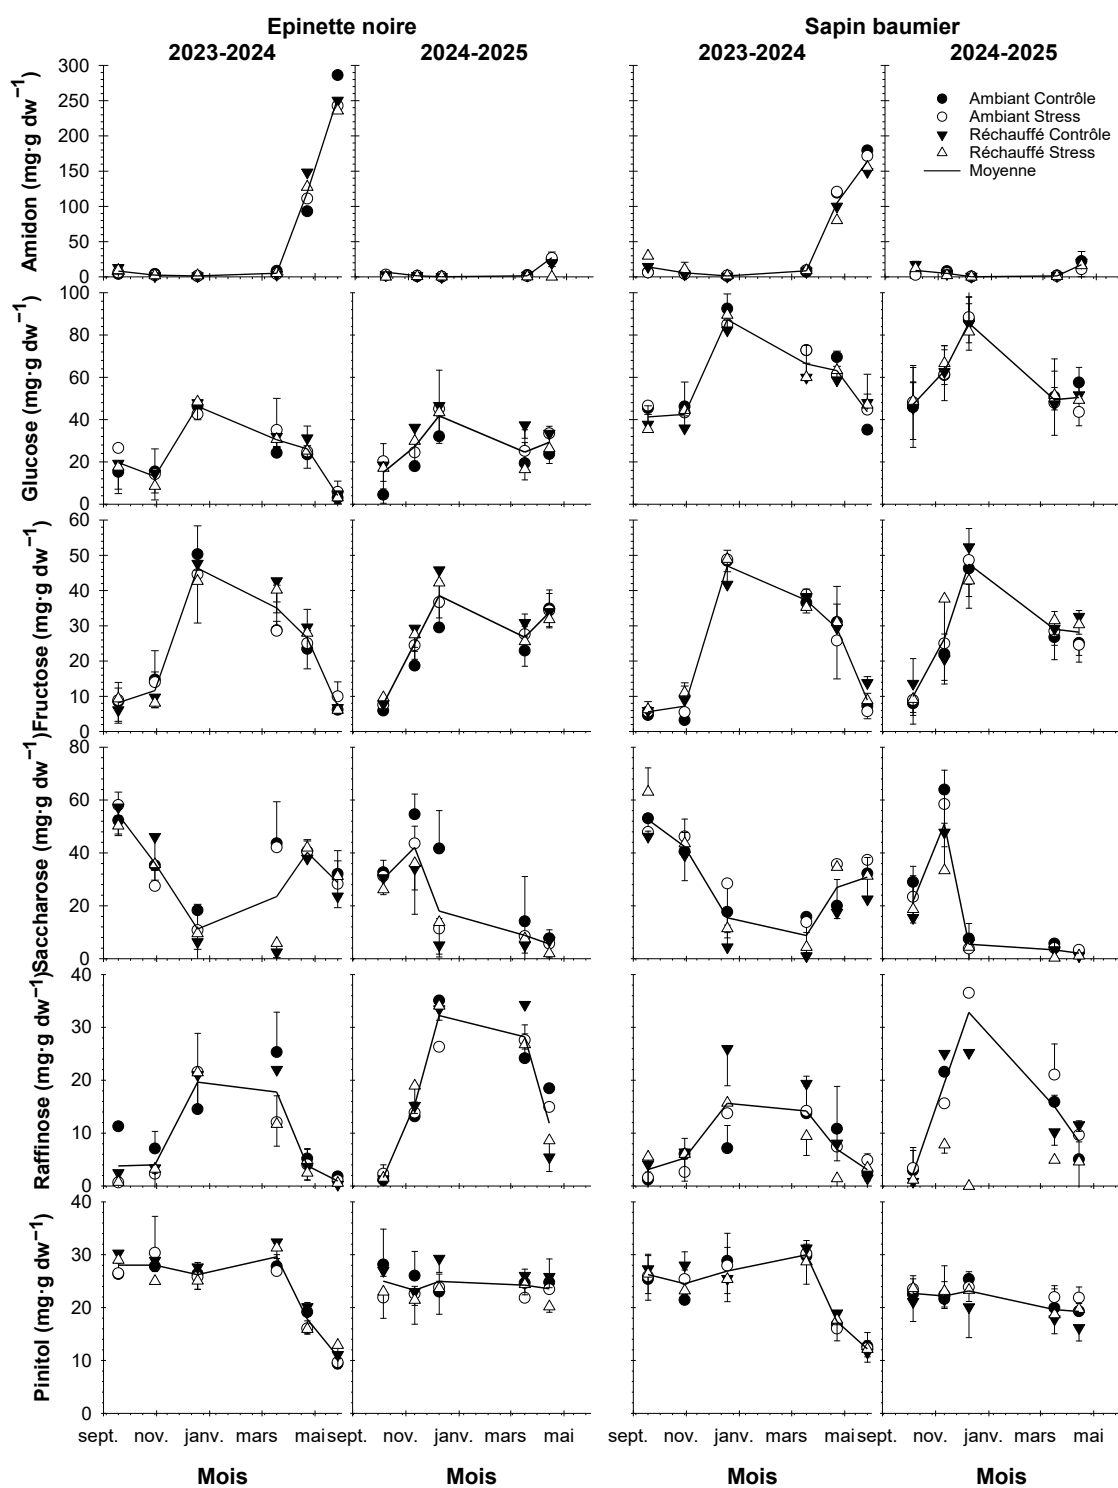 Epinette noire
Sapin baumier
2023-2024
2024-2025
2023-2024
2024-2025
Amidon (mg·g dw⁻¹)
300
250
200
150
100
50
0
Ambiant Contrôle
Ambiant Stress
Réchauffé Contrôle
Réchauffé Stress
Moyenne
Glucose (mg·g dw⁻¹)
100
80
60
40
20
0
Fructose (mg·g dw⁻¹)
60
50
40
30
20
10
0
Saccharose (mg·g dw⁻¹)
80
60
40
20
0
Raffinose (mg·g dw⁻¹)
40
30
20
10
0
Pinitol (mg·g dw⁻¹)
40
30
20
10
0
sept. nov. janv. mars mai sept. nov. janv. mars mai
sept. nov. janv. mars mai sept. nov. janv. mars mai
Mois
Mois
Mois
Mois